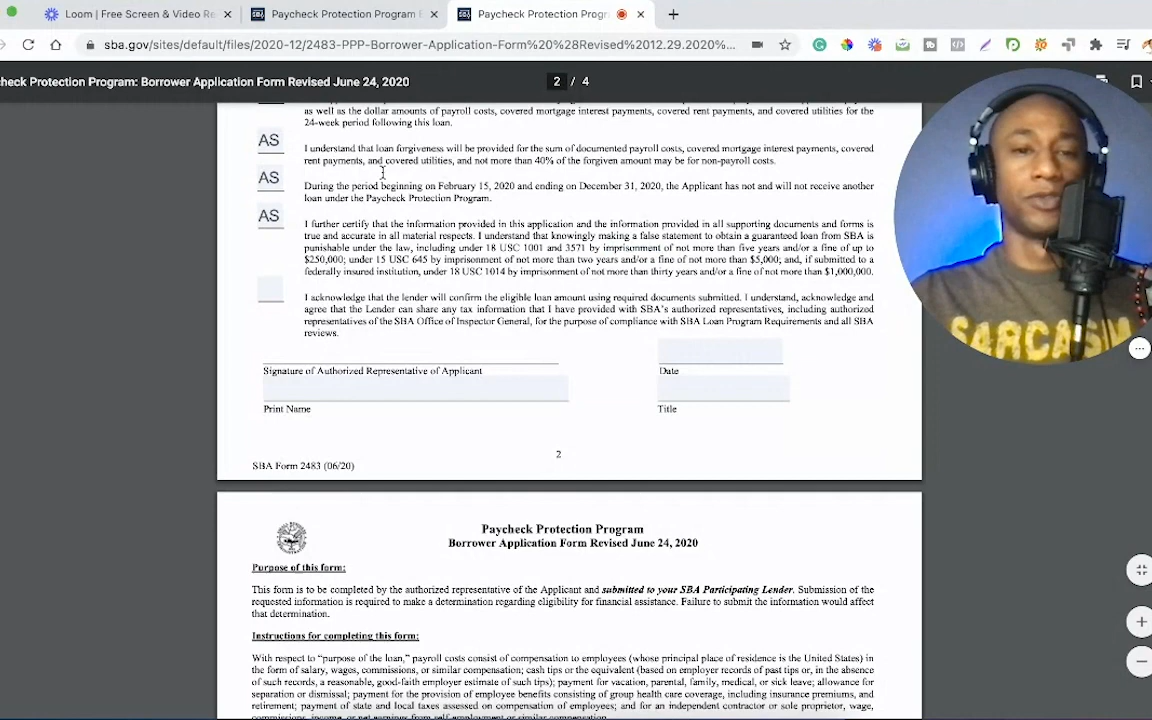 Loom | Free Screen & Video Re
Paycheck Protection Program
Paycheck Protection Progr
sba.gov/sites/default/files/2020-12/2483-PPP-Borrower-Application-Form%20%28Revised%2012.29.2020%...
check Protection Program: Borrower Application Form Revised June 24, 2020
2 / 4
as well as the dollar amounts of payroll costs, covered mortgage interest payments, covered rent payments, and covered utilities for the
24-week period following this loan.
AS
I understand that loan forgiveness will be provided for the sum of documented payroll costs, covered mortgage interest payments, covered
rent payments, and covered utilities, and not more than 40% of the forgiven amount may be for non-payroll costs.
AS
During the period beginning on February 15, 2020 and ending on December 31, 2020, the Applicant has not and will not receive another
loan under the Paycheck Protection Program.
AS
I further certify that the information provided in this application and the information provided in all supporting documents and forms is
true and accurate in all material respects. I understand that knowingly making a false statement to obtain a guaranteed loan from SBA is
punishable under the law, including under 18 USC 1001 and 3571 by imprisonment of not more than five years and/or a fine of up to
$250,000; under 15 USC 645 by imprisonment of not more than two years and/or a fine of not more than $5,000; and, if submitted to a
federally insured institution, under 18 USC 1014 by imprisonment of not more than thirty years and/or a fine of not more than $1,000,000.
I acknowledge that the lender will confirm the eligible loan amount using required documents submitted. I understand, acknowledge and
agree that the Lender can share any tax information that I have provided with SBA's authorized representatives, including authorized
representatives of the SBA Office of Inspector General, for the purpose of compliance with SBA Loan Program Requirements and all SBA
reviews.
Signature of Authorized Representative of Applicant
Date
Print Name
Title
2
SBA Form 2483 (06/20)
Paycheck Protection Program
Borrower Application Form Revised June 24, 2020
Purpose of this form:
This form is to be completed by the authorized representative of the Applicant and submitted to your SBA Participating Lender. Submission of the
requested information is required to make a determination regarding eligibility for financial assistance. Failure to submit the information would affect
that determination.
Instructions for completing this form:
With respect to "purpose of the loan," payroll costs consist of compensation to employees (whose principal place of residence is the United States) in
the form of salary, wages, commissions, or similar compensation; cash tips or the equivalent (based on employer records of past tips or, in the absence
of such records, a reasonable, good-faith employer estimate of such tips); payment for vacation, parental, family, medical, or sick leave; allowance for
separation or dismissal; payment for the provision of employee benefits consisting of group health care coverage, including insurance premiums, and
retirement; payment of state and local taxes assessed on compensation of employees; and for an independent contractor or sole proprietor, wage,
commissions, income, or net earnings from self-employment or similar compensation.
SARCASM